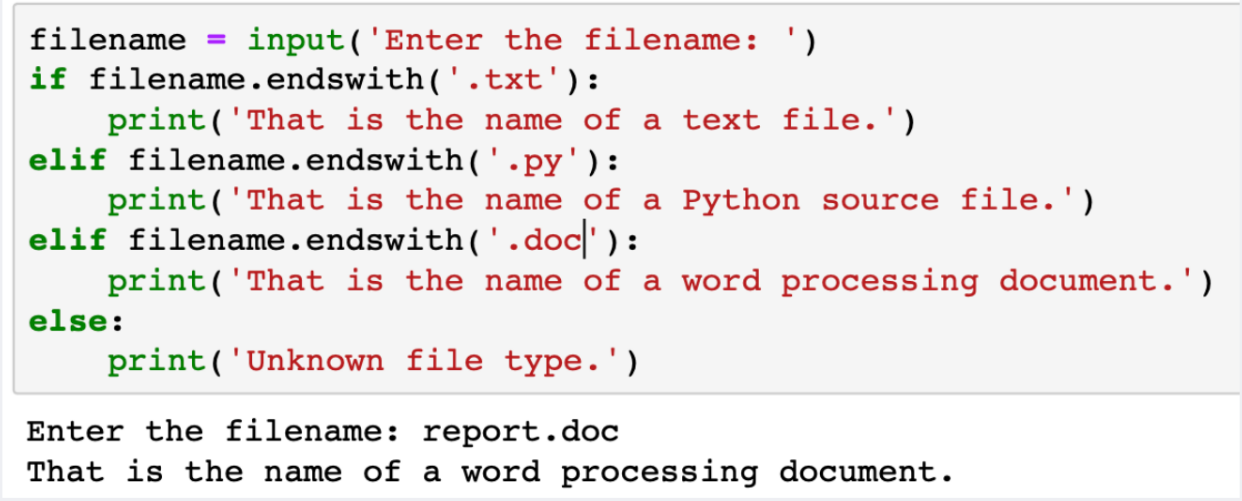 filename = input('Enter the filename: ')
if filename.endswith('.txt'):
    print('That is the name of a text file.')
elif filename.endswith('.py'):
    print('That is the name of a Python source file.')
elif filename.endswith('.doc'):
    print('That is the name of a word processing document.')
else:
    print('Unknown file type.')
Enter the filename: report.doc
That is the name of a word processing document.